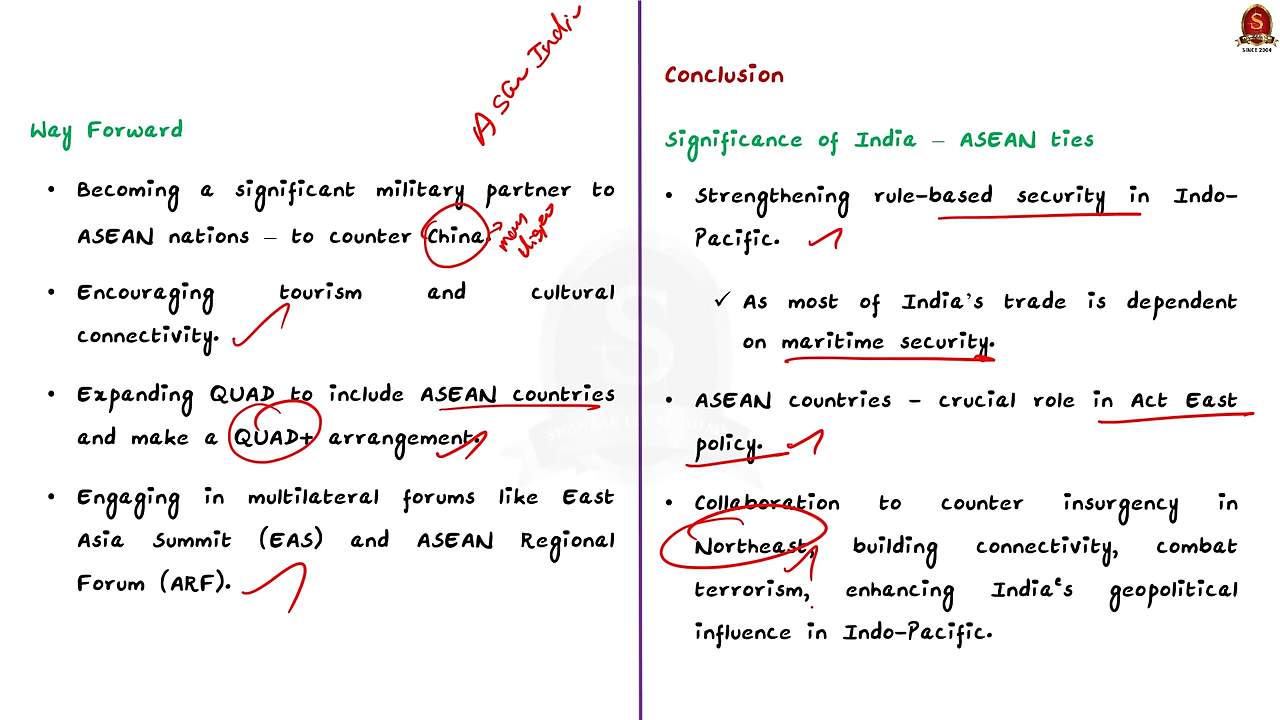 Asean India
Way Forward
• Becoming a significant military partner to
ASEAN nations – to counter China.
• Encouraging tourism and cultural
connectivity.
• Expanding QUAD to include ASEAN countries
and make a QUAD+ arrangement.
• Engaging in multilateral forums like East
Asia Summit (EAS) and ASEAN Regional
Forum (ARF).
SINCE 2004
Conclusion
Significance of India – ASEAN ties
• Strengthening rule-based security in Indo-
Pacific.
✓ As most of India's trade is dependent
on maritime security.
• ASEAN countries – crucial role in Act East
policy.
• Collaboration to counter insurgency in
Northeast, building connectivity, combat
terrorism, enhancing India's geopolitical
influence in Indo-Pacific.